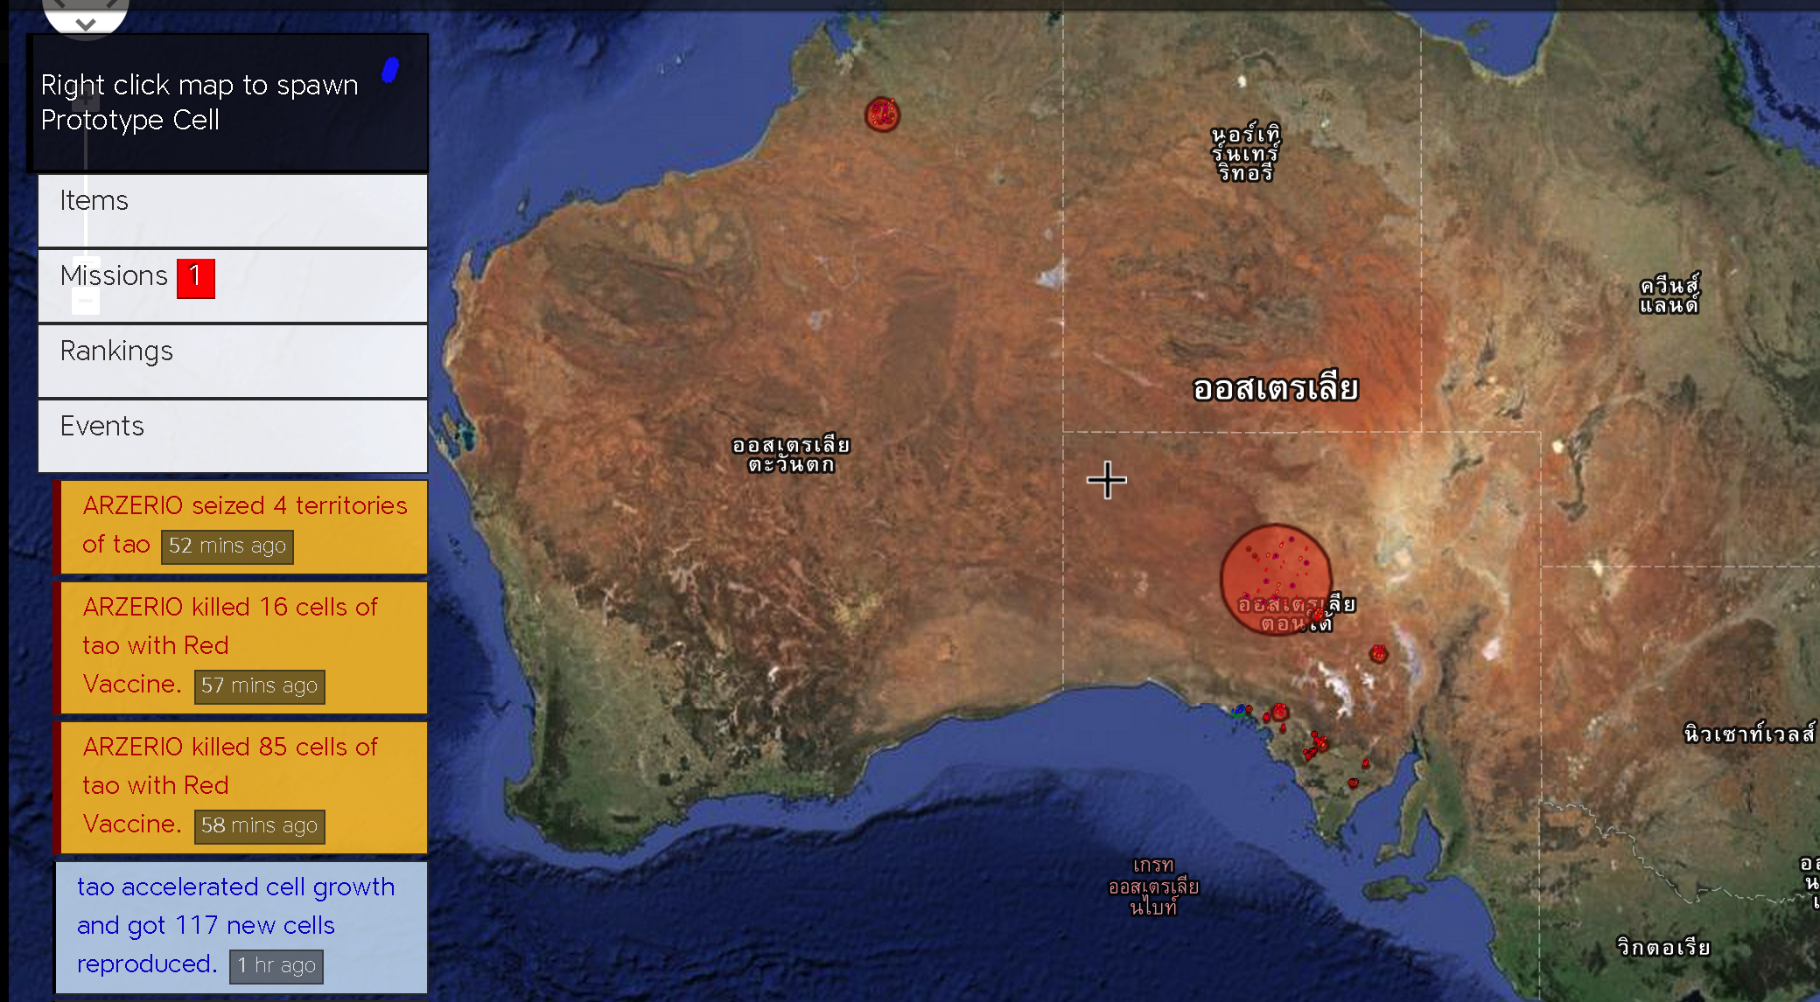 Right click map to spawn
Prototype Cell
Items
Missions 1
Rankings
Events
ARZERIO seized 4 territories
of tao 52 mins ago
ARZERIO killed 16 cells of
tao with Red
Vaccine. 57 mins ago
ARZERIO killed 85 cells of
tao with Red
Vaccine. 58 mins ago
tao accelerated cell growth
and got 117 new cells
reproduced. 1 hr ago
นอร์เทิ
ร์นเทร์
ริทอรี
ควีนส์
แลนด์
ออสเตรเลีย
ออสเตรเลีย
ตะวันตก
ออสเตรเลีย
ตอนใต้
นิวเซาท์เวลส์
เกรท
ออสเตรเลีย
นไบท์
วิกตอเรีย